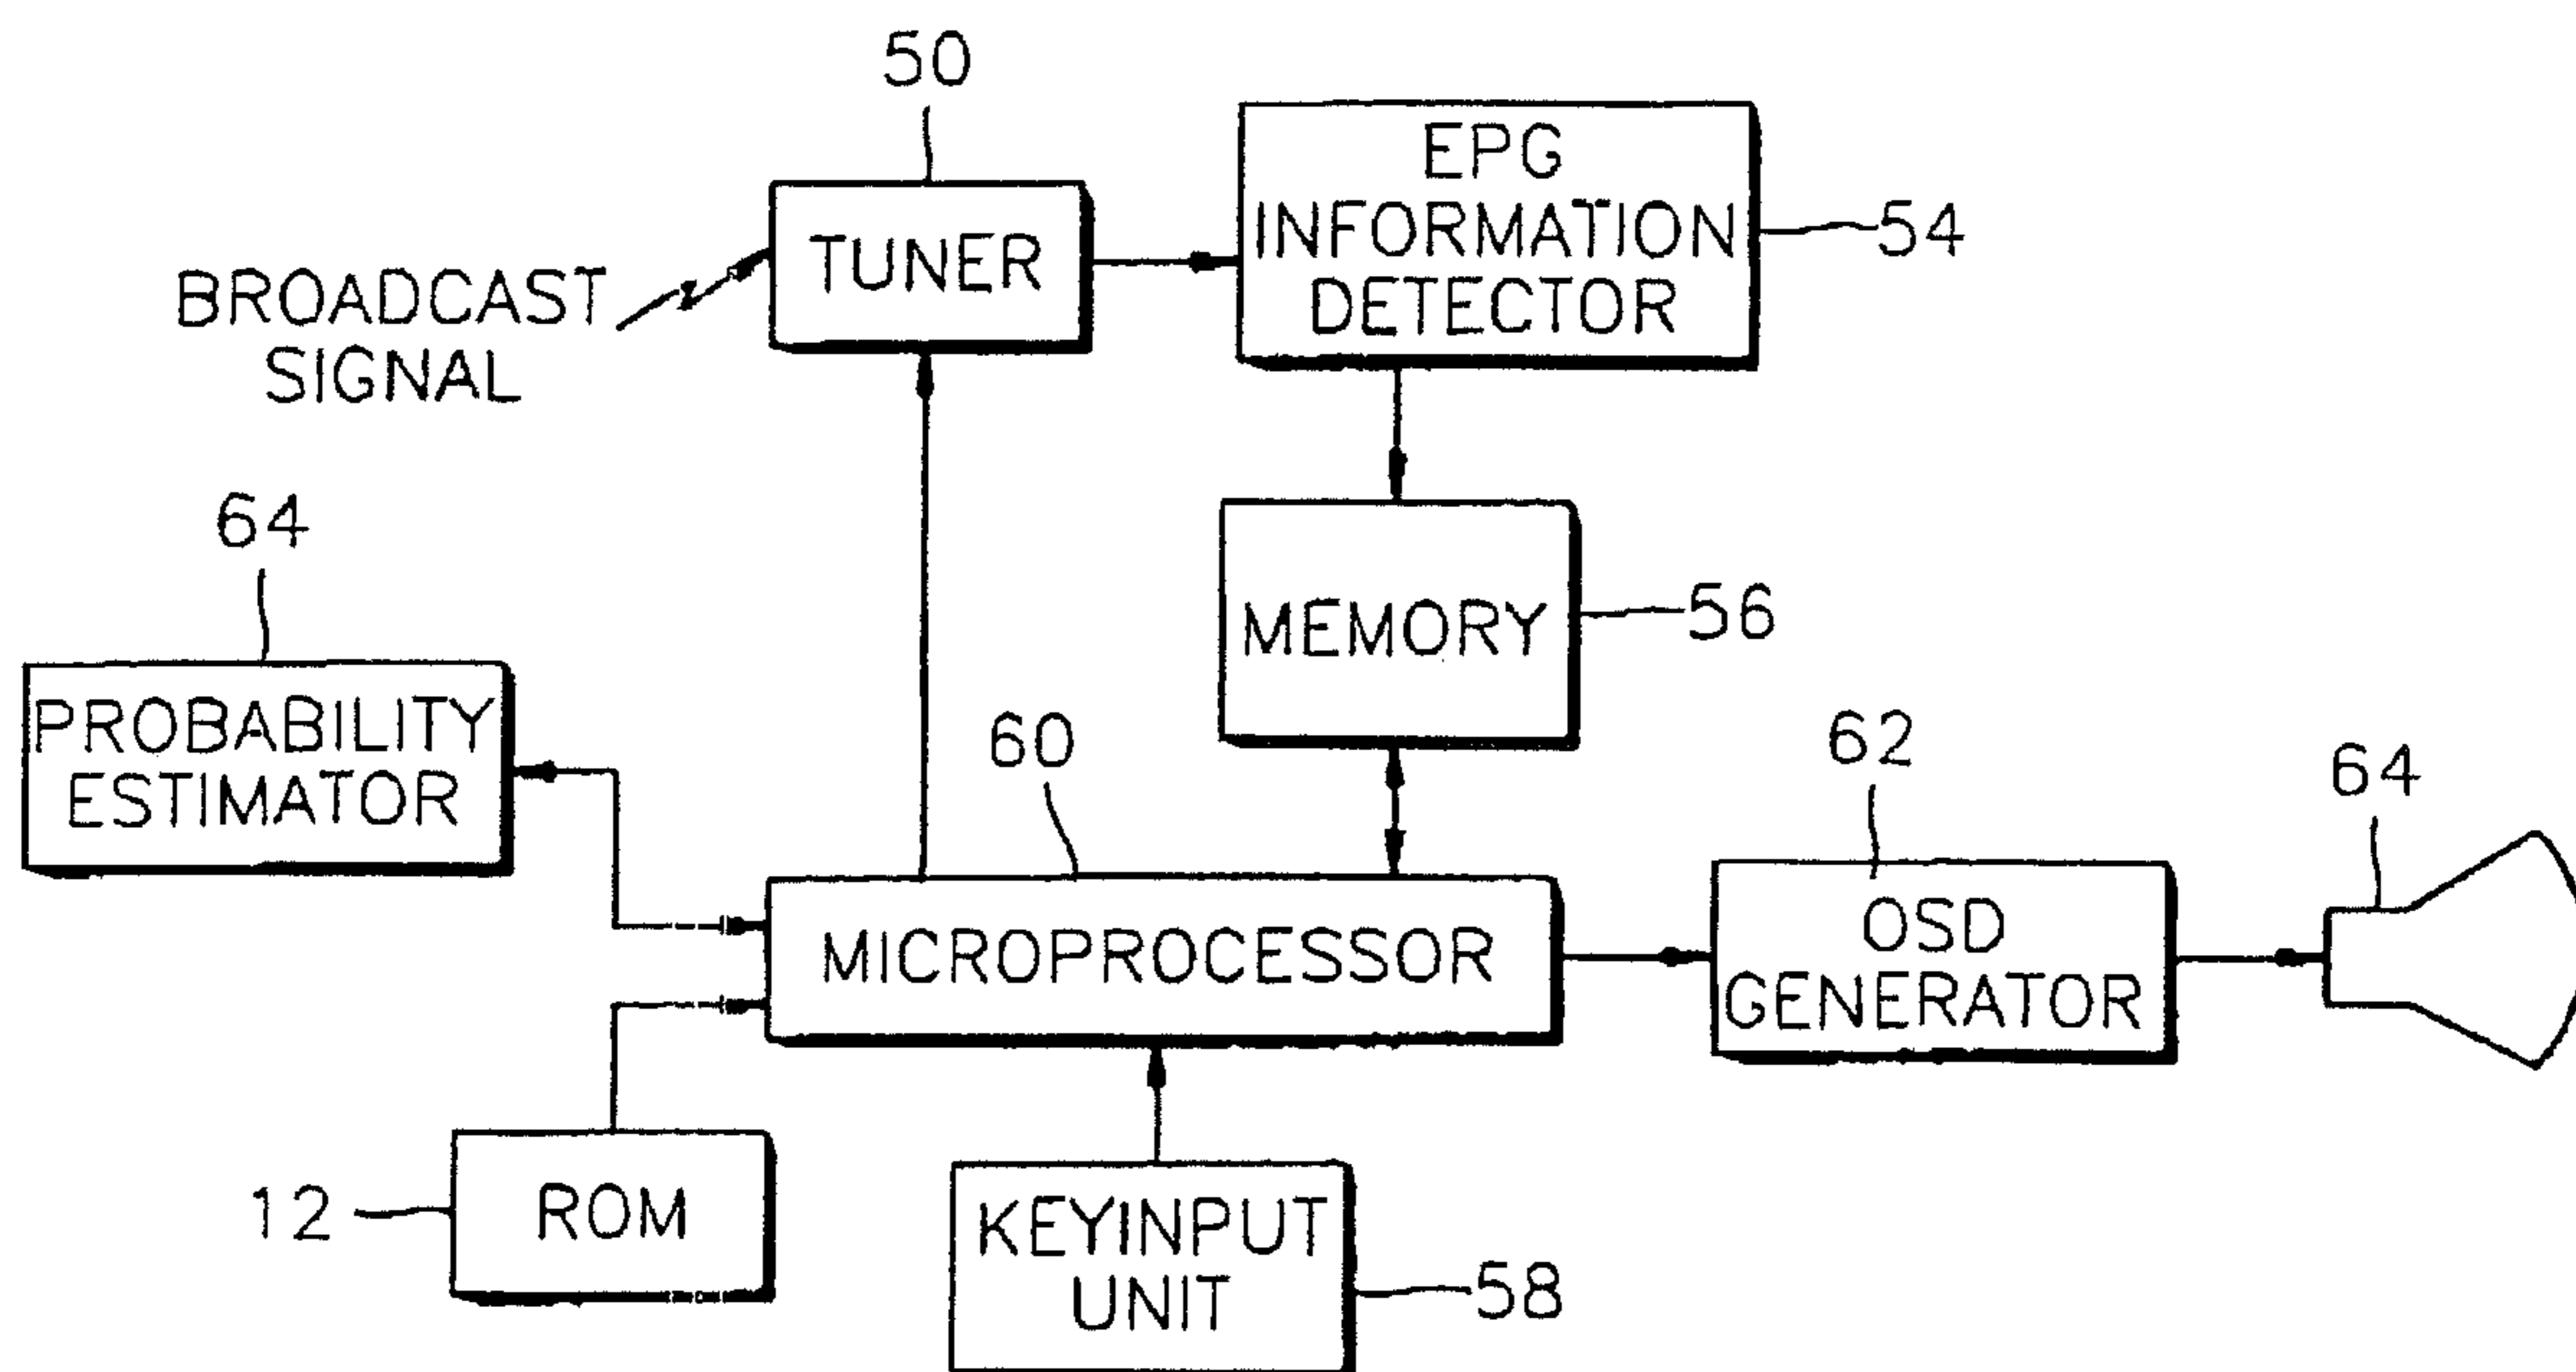 50
EPG
INFORMATION
DETECTOR
54
TUNER
BROADCAST
SIGNAL
64
MEMORY
56
PROBABILITY
ESTIMATOR
60
62
64
MICROPROCESSOR
OSD
GENERATOR
12
ROM
KEYINPUT
UNIT
58